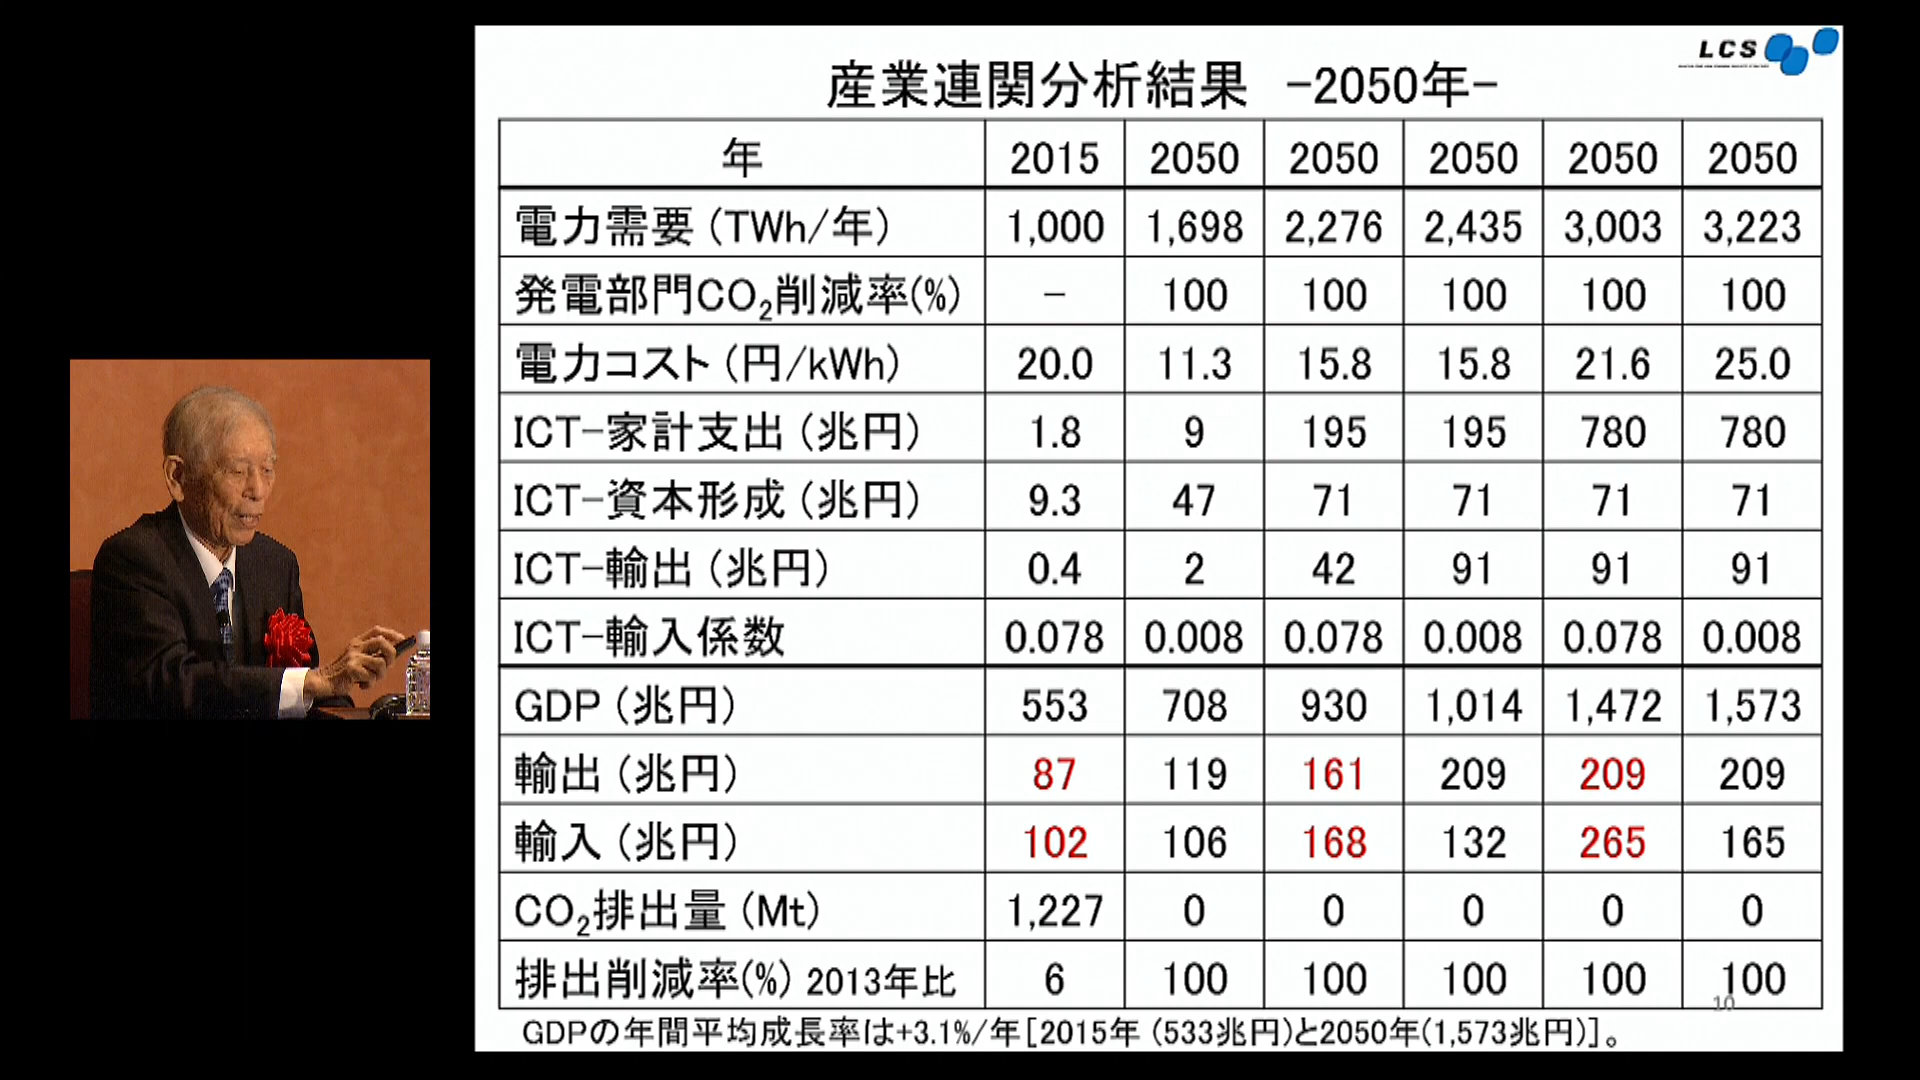 LCS
産業連関分析結果 -2050年-
年 2015 2050 2050 2050 2050 2050
電力需要(TWh/年) 1,000 1,698 2,276 2,435 3,003 3,223
発電部門CO₂削減率(%) - 100 100 100 100 100
電力コスト(円/kWh) 20.0 11.3 15.8 15.8 21.6 25.0
ICT-家計支出(兆円) 1.8 9 195 195 780 780
ICT-資本形成(兆円) 9.3 47 71 71 71 71
ICT-輸出(兆円) 0.4 2 42 91 91 91
ICT-輸入係数 0.078 0.008 0.078 0.008 0.078 0.008
GDP(兆円) 553 708 930 1,014 1,472 1,573
輸出(兆円) 87 119 161 209 209 209
輸入(兆円) 102 106 168 132 265 165
CO₂排出量(Mt) 1,227 0 0 0 0 0
排出削減率(%) 2013年比 6 100 100 100 100 100
10
GDPの年間平均成長率は+3.1%/年[2015年(533兆円)と2050年(1,573兆円)]。